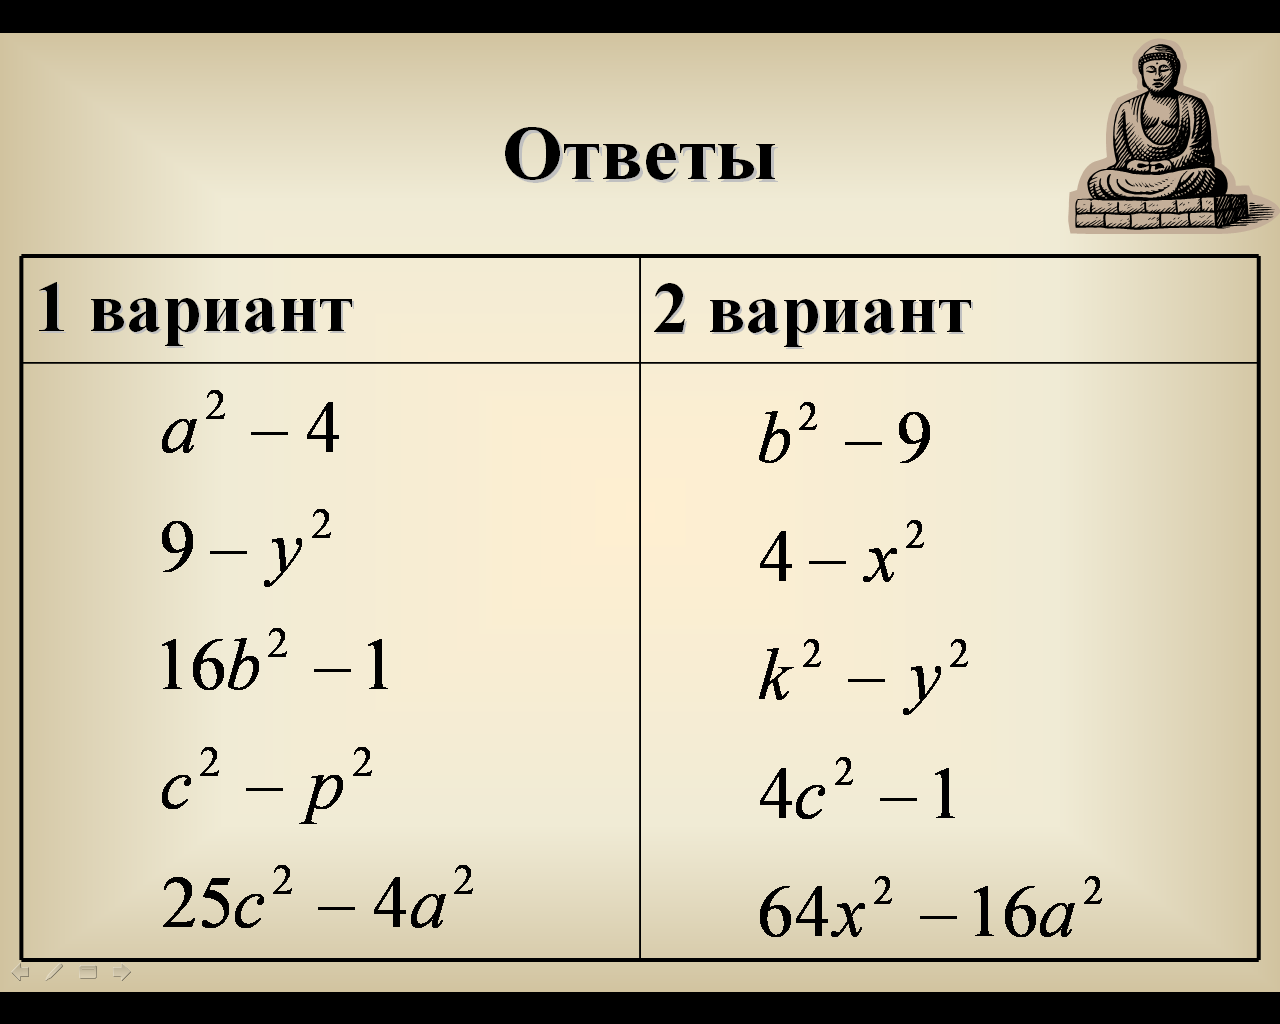 Ответы
1 вариант
2 вариант
a² – 4
9 – y²
16b² – 1
c² – p²
25c² – 4a²
b² – 9
4 – x²
k² – y²
4c² – 1
64x² – 16a²